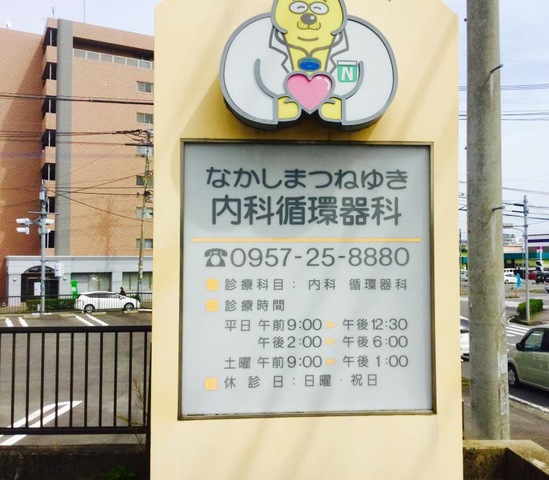 N
なかしまつねゆき
内科循環器科
☎0957-25-8880
診療科目：内科 循環器科
診療時間
平日 午前9:00 ➡ 午後12:30
午後2:00 ➡ 午後6:00
土曜 午前9:00 ➡ 午後1:00
休診日：日曜・祝日